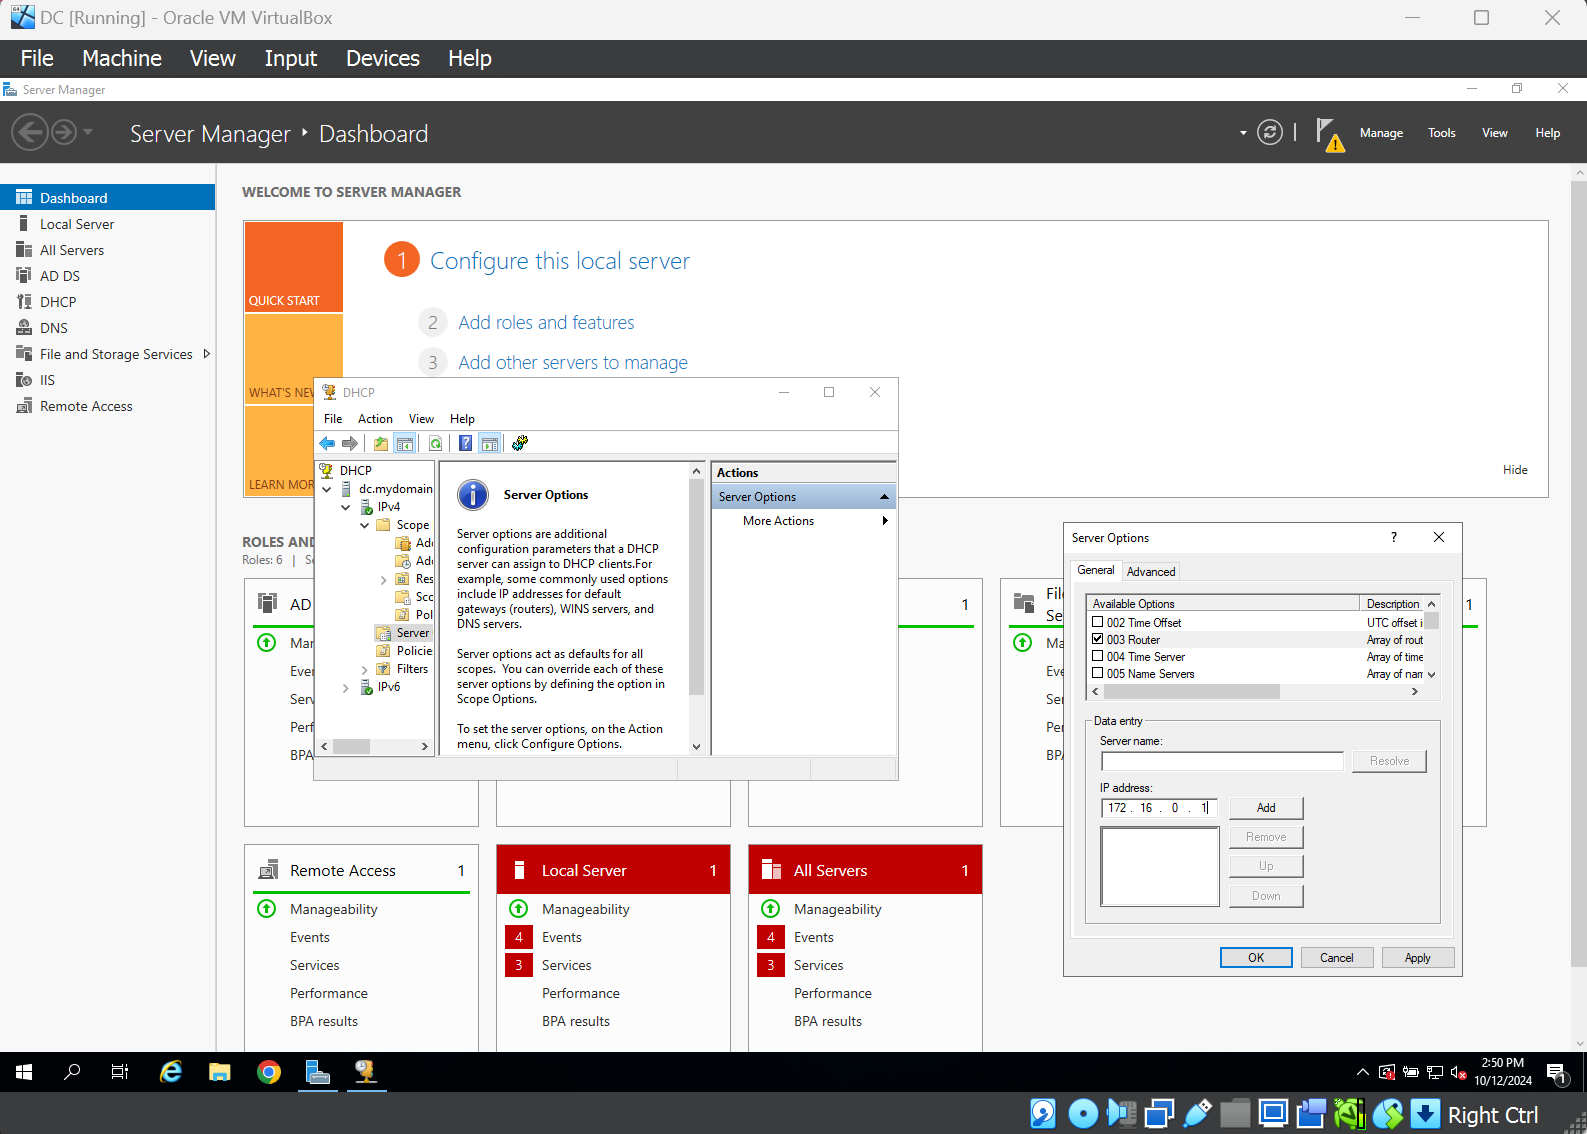 DC [Running] - Oracle VM VirtualBox
File Machine View Input Devices Help
Server Manager
Server Manager Dashboard
Manage Tools View Help
Dashboard
Local Server
All Servers
AD DS
DHCP
DNS
File and Storage Services
IIS
Remote Access
WELCOME TO SERVER MANAGER
QUICK START
WHAT'S NEW
LEARN MOR
1 Configure this local server
2 Add roles and features
3 Add other servers to manage
Hide
ROLES AND
Roles: 6 | Se
AD
Mar
Ever
Serv
Perf
BPA
1
Fil
Se
1
Ma
Eve
Ser
Per
BPA
DHCP
File Action View Help
DHCP
dc.mydomain
IPv4
Scope
Add
Add
Res
Sco
Pol
Server
Policie
Filters
IPv6
Server Options
Server options are additional
configuration parameters that a DHCP
server can assign to DHCP clients.For
example, some commonly used options
include IP addresses for default
gateways (routers), WINS servers, and
DNS servers.
Server options act as defaults for all
scopes. You can override each of these
server options by defining the option in
Scope Options.
To set the server options, on the Action
menu, click Configure Options.
Actions
Server Options
More Actions
Server Options
?
General Advanced
Available Options Description
002 Time Offset UTC offset i
003 Router Array of rout
004 Time Server Array of time
005 Name Servers Array of nam
Data entry
Server name:
Resolve
IP address:
172 . 16 . 0 . 1
Add
Remove
Up
Down
OK Cancel Apply
Remote Access 1
Manageability
Events
Services
Performance
BPA results
Local Server 1
Manageability
4 Events
3 Services
Performance
BPA results
All Servers 1
Manageability
4 Events
3 Services
Performance
BPA results
2:50 PM
10/12/2024
1
Right Ctrl